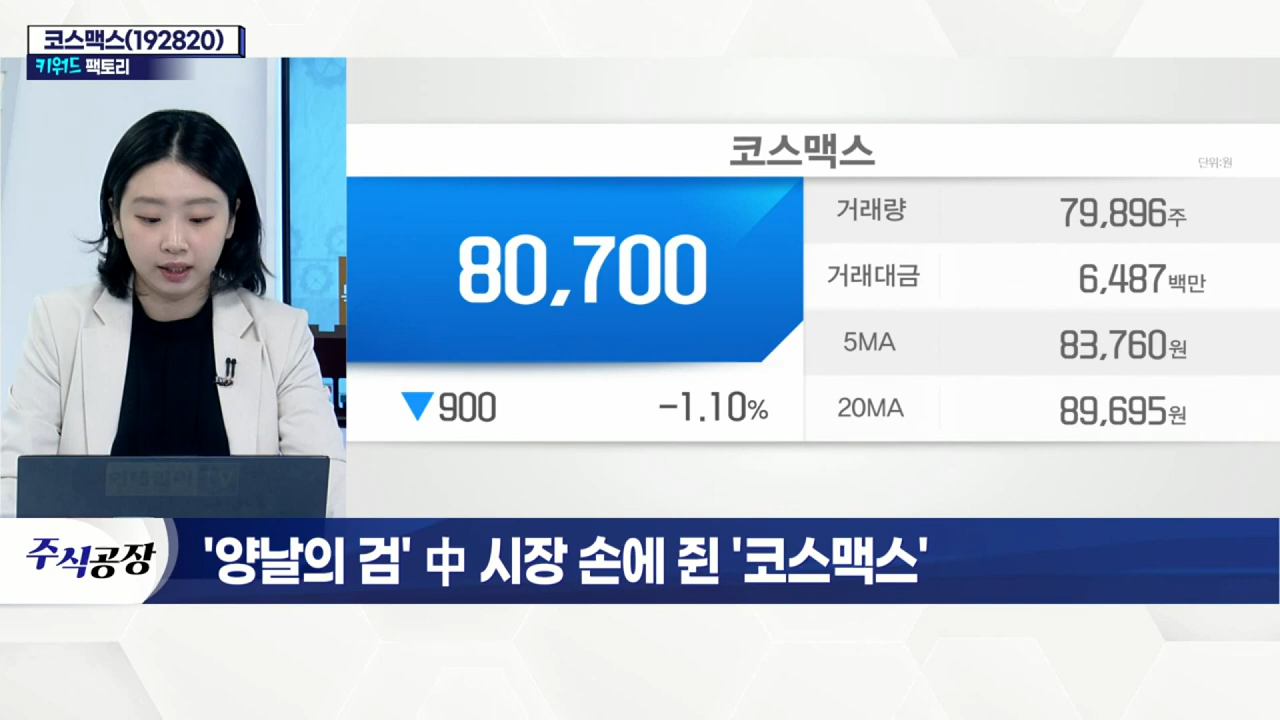 코스맥스(192820)
키워드 팩토리
코스맥스
단위:원
80,700
▼900 -1.10%
거래량 79,896주
거래대금 6,487백만
5MA 83,760원
20MA 89,695원
주식공장
'양날의 검' 中 시장 손에 쥔 '코스맥스'